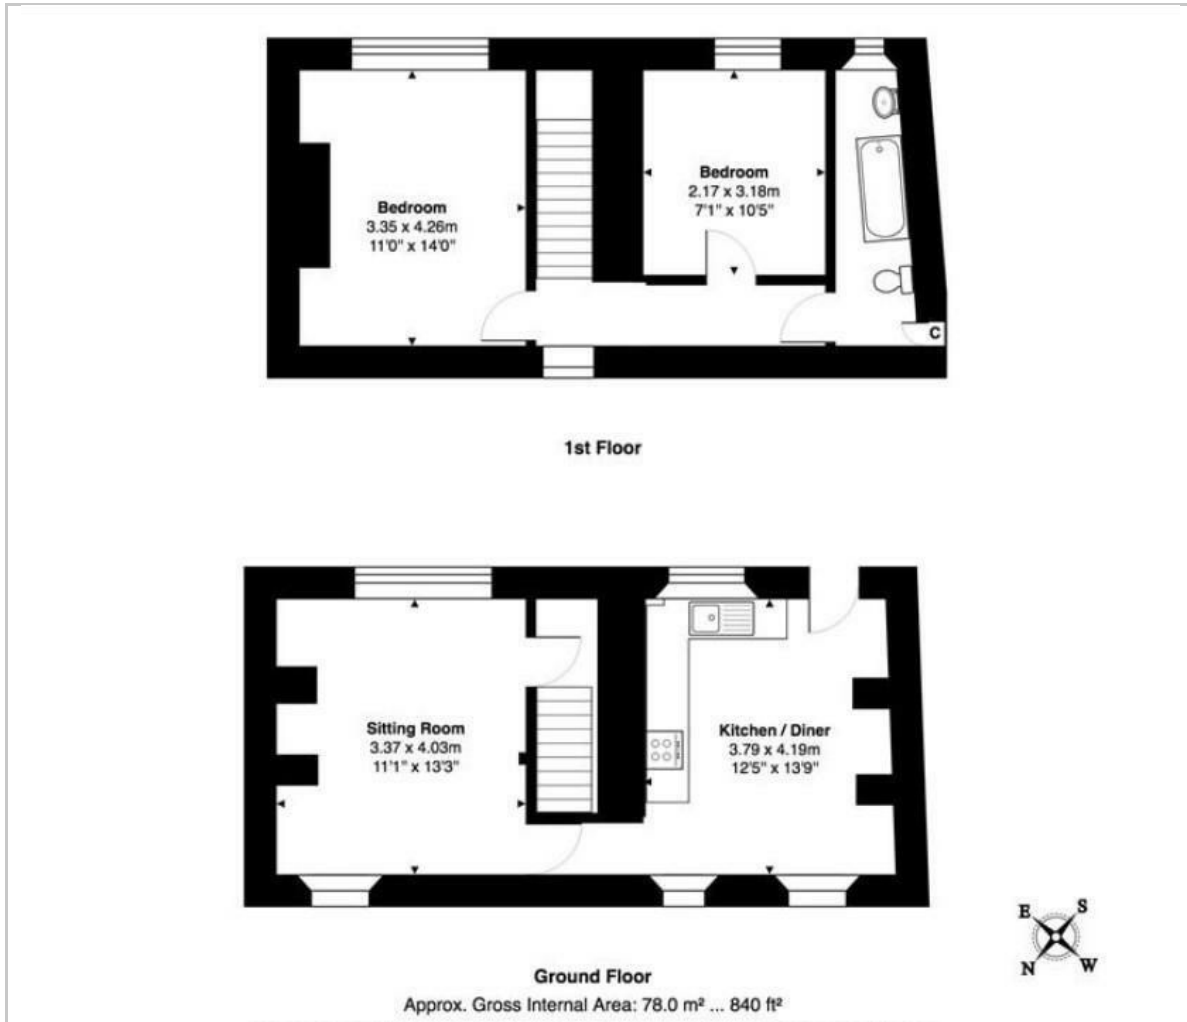 Bedroom
3.35 x 4.26m
11'0" x 14'0"
Bedroom
2.17 x 3.18m
7'1" x 10'5"
C
1st Floor
Sitting Room
3.37 x 4.03m
11'1" x 13'3"
Kitchen / Diner
3.79 x 4.19m
12'5" x 13'9"
E S
N W
Ground Floor
Approx. Gross Internal Area: 78.0 m² ... 840 ft²